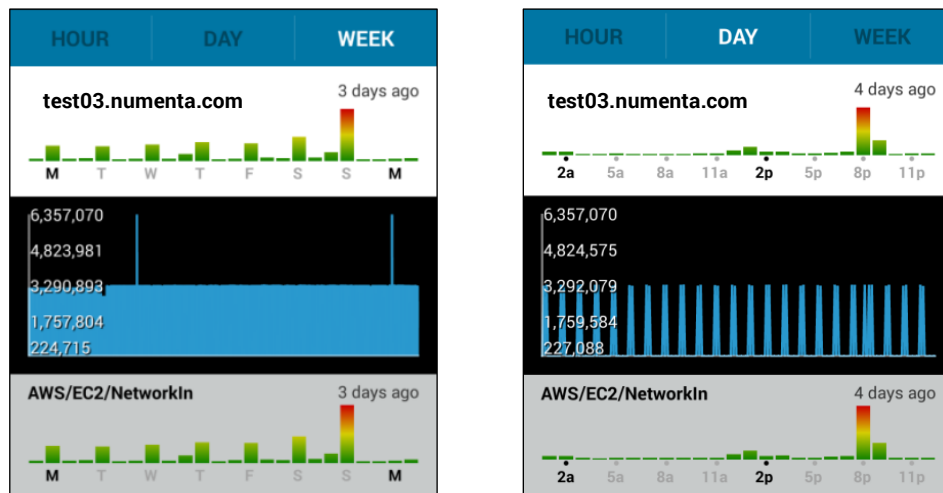 HOUR DAY WEEK
test03.numenta.com
3 days ago
M T W T F S S M
6,357,070
4,823,981
3,290,893
1,757,804
224,715
AWS/EC2/NetworkIn
3 days ago
M T W T F S S M
HOUR DAY WEEK
test03.numenta.com
4 days ago
2a 5a 8a 11a 2p 5p 8p 11p
6,357,070
4,824,575
3,292,079
1,759,584
227,088
AWS/EC2/NetworkIn
4 days ago
2a 5a 8a 11a 2p 5p 8p 11p